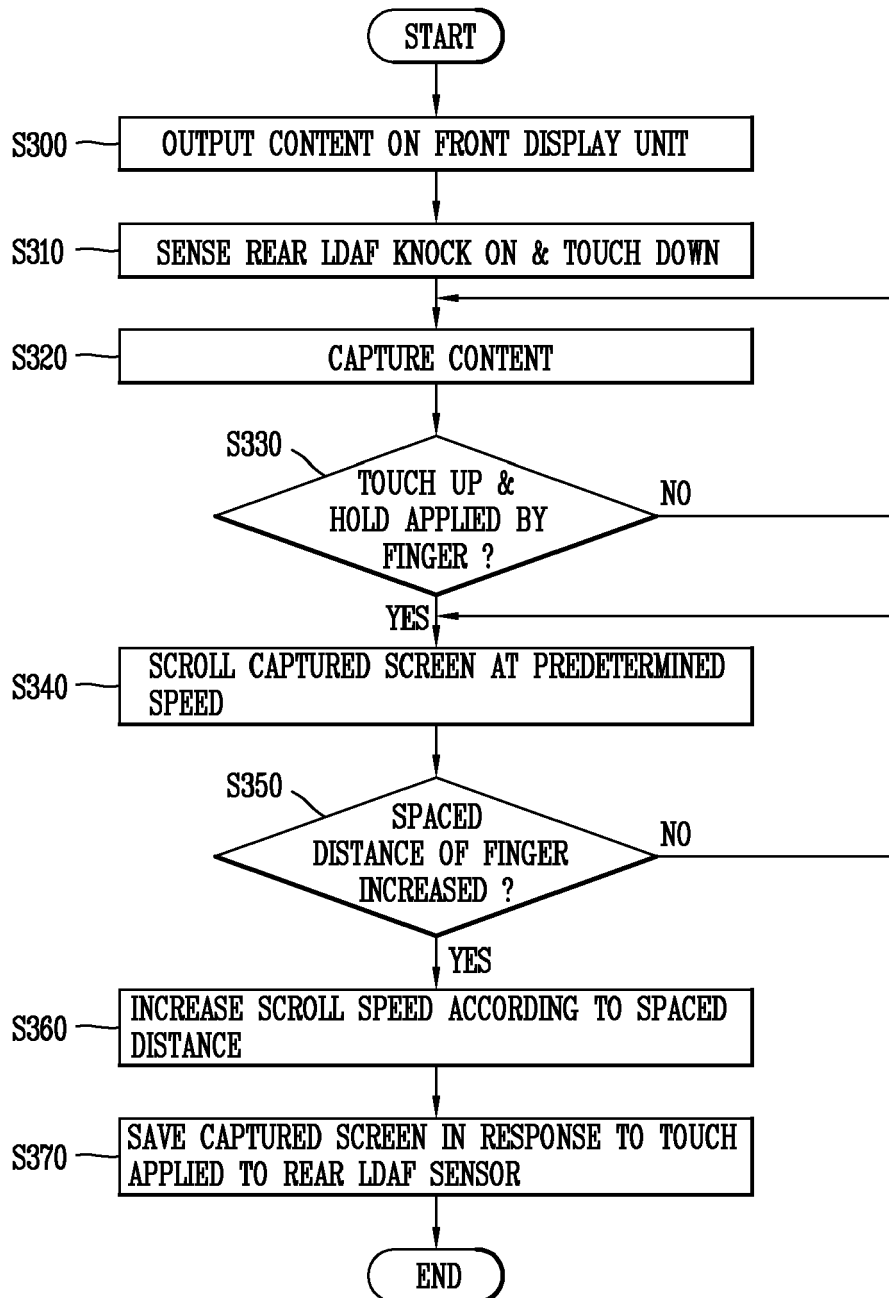 START
S300
OUTPUT CONTENT ON FRONT DISPLAY UNIT
S310
SENSE REAR LDAF KNOCK ON & TOUCH DOWN
S320
CAPTURE CONTENT
S330
TOUCH UP &
HOLD APPLIED BY
FINGER ?
NO
YES
S340
SCROLL CAPTURED SCREEN AT PREDETERMINED
SPEED
S350
SPACED
DISTANCE OF FINGER
INCREASED ?
NO
YES
S360
INCREASE SCROLL SPEED ACCORDING TO SPACED
DISTANCE
S370
SAVE CAPTURED SCREEN IN RESPONSE TO TOUCH
APPLIED TO REAR LDAF SENSOR
END